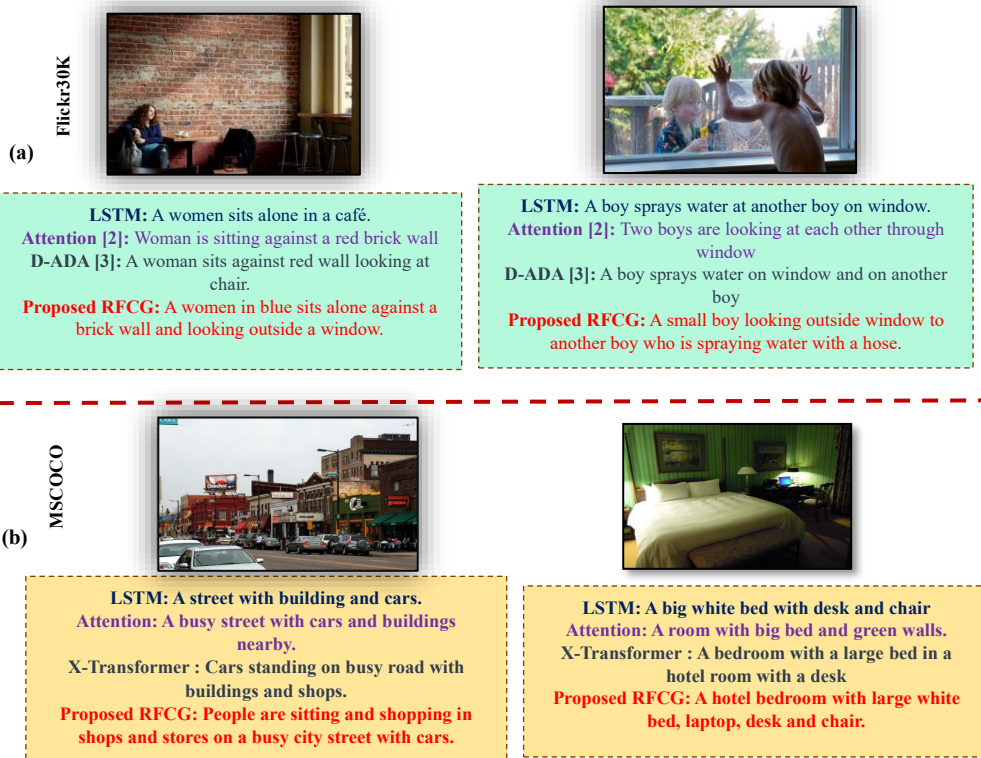 Flickr30K
(a)
LSTM: A women sits alone in a café.
Attention [2]: Woman is sitting against a red brick wall
D-ADA [3]: A woman sits against red wall looking at
chair.
Proposed RFCG: A women in blue sits alone against a
brick wall and looking outside a window.
LSTM: A boy sprays water at another boy on window.
Attention [2]: Two boys are looking at each other through
window
D-ADA [3]: A boy sprays water on window and on another
boy
Proposed RFCG: A small boy looking outside window to
another boy who is spraying water with a hose.
MSCOCO
(b)
LSTM: A street with building and cars.
Attention: A busy street with cars and buildings
nearby.
X-Transformer : Cars standing on busy road with
buildings and shops.
Proposed RFCG: People are sitting and shopping in
shops and stores on a busy city street with cars.
LSTM: A big white bed with desk and chair
Attention: A room with big bed and green walls.
X-Transformer : A bedroom with a large bed in a
hotel room with a desk
Proposed RFCG: A hotel bedroom with large white
bed, laptop, desk and chair.